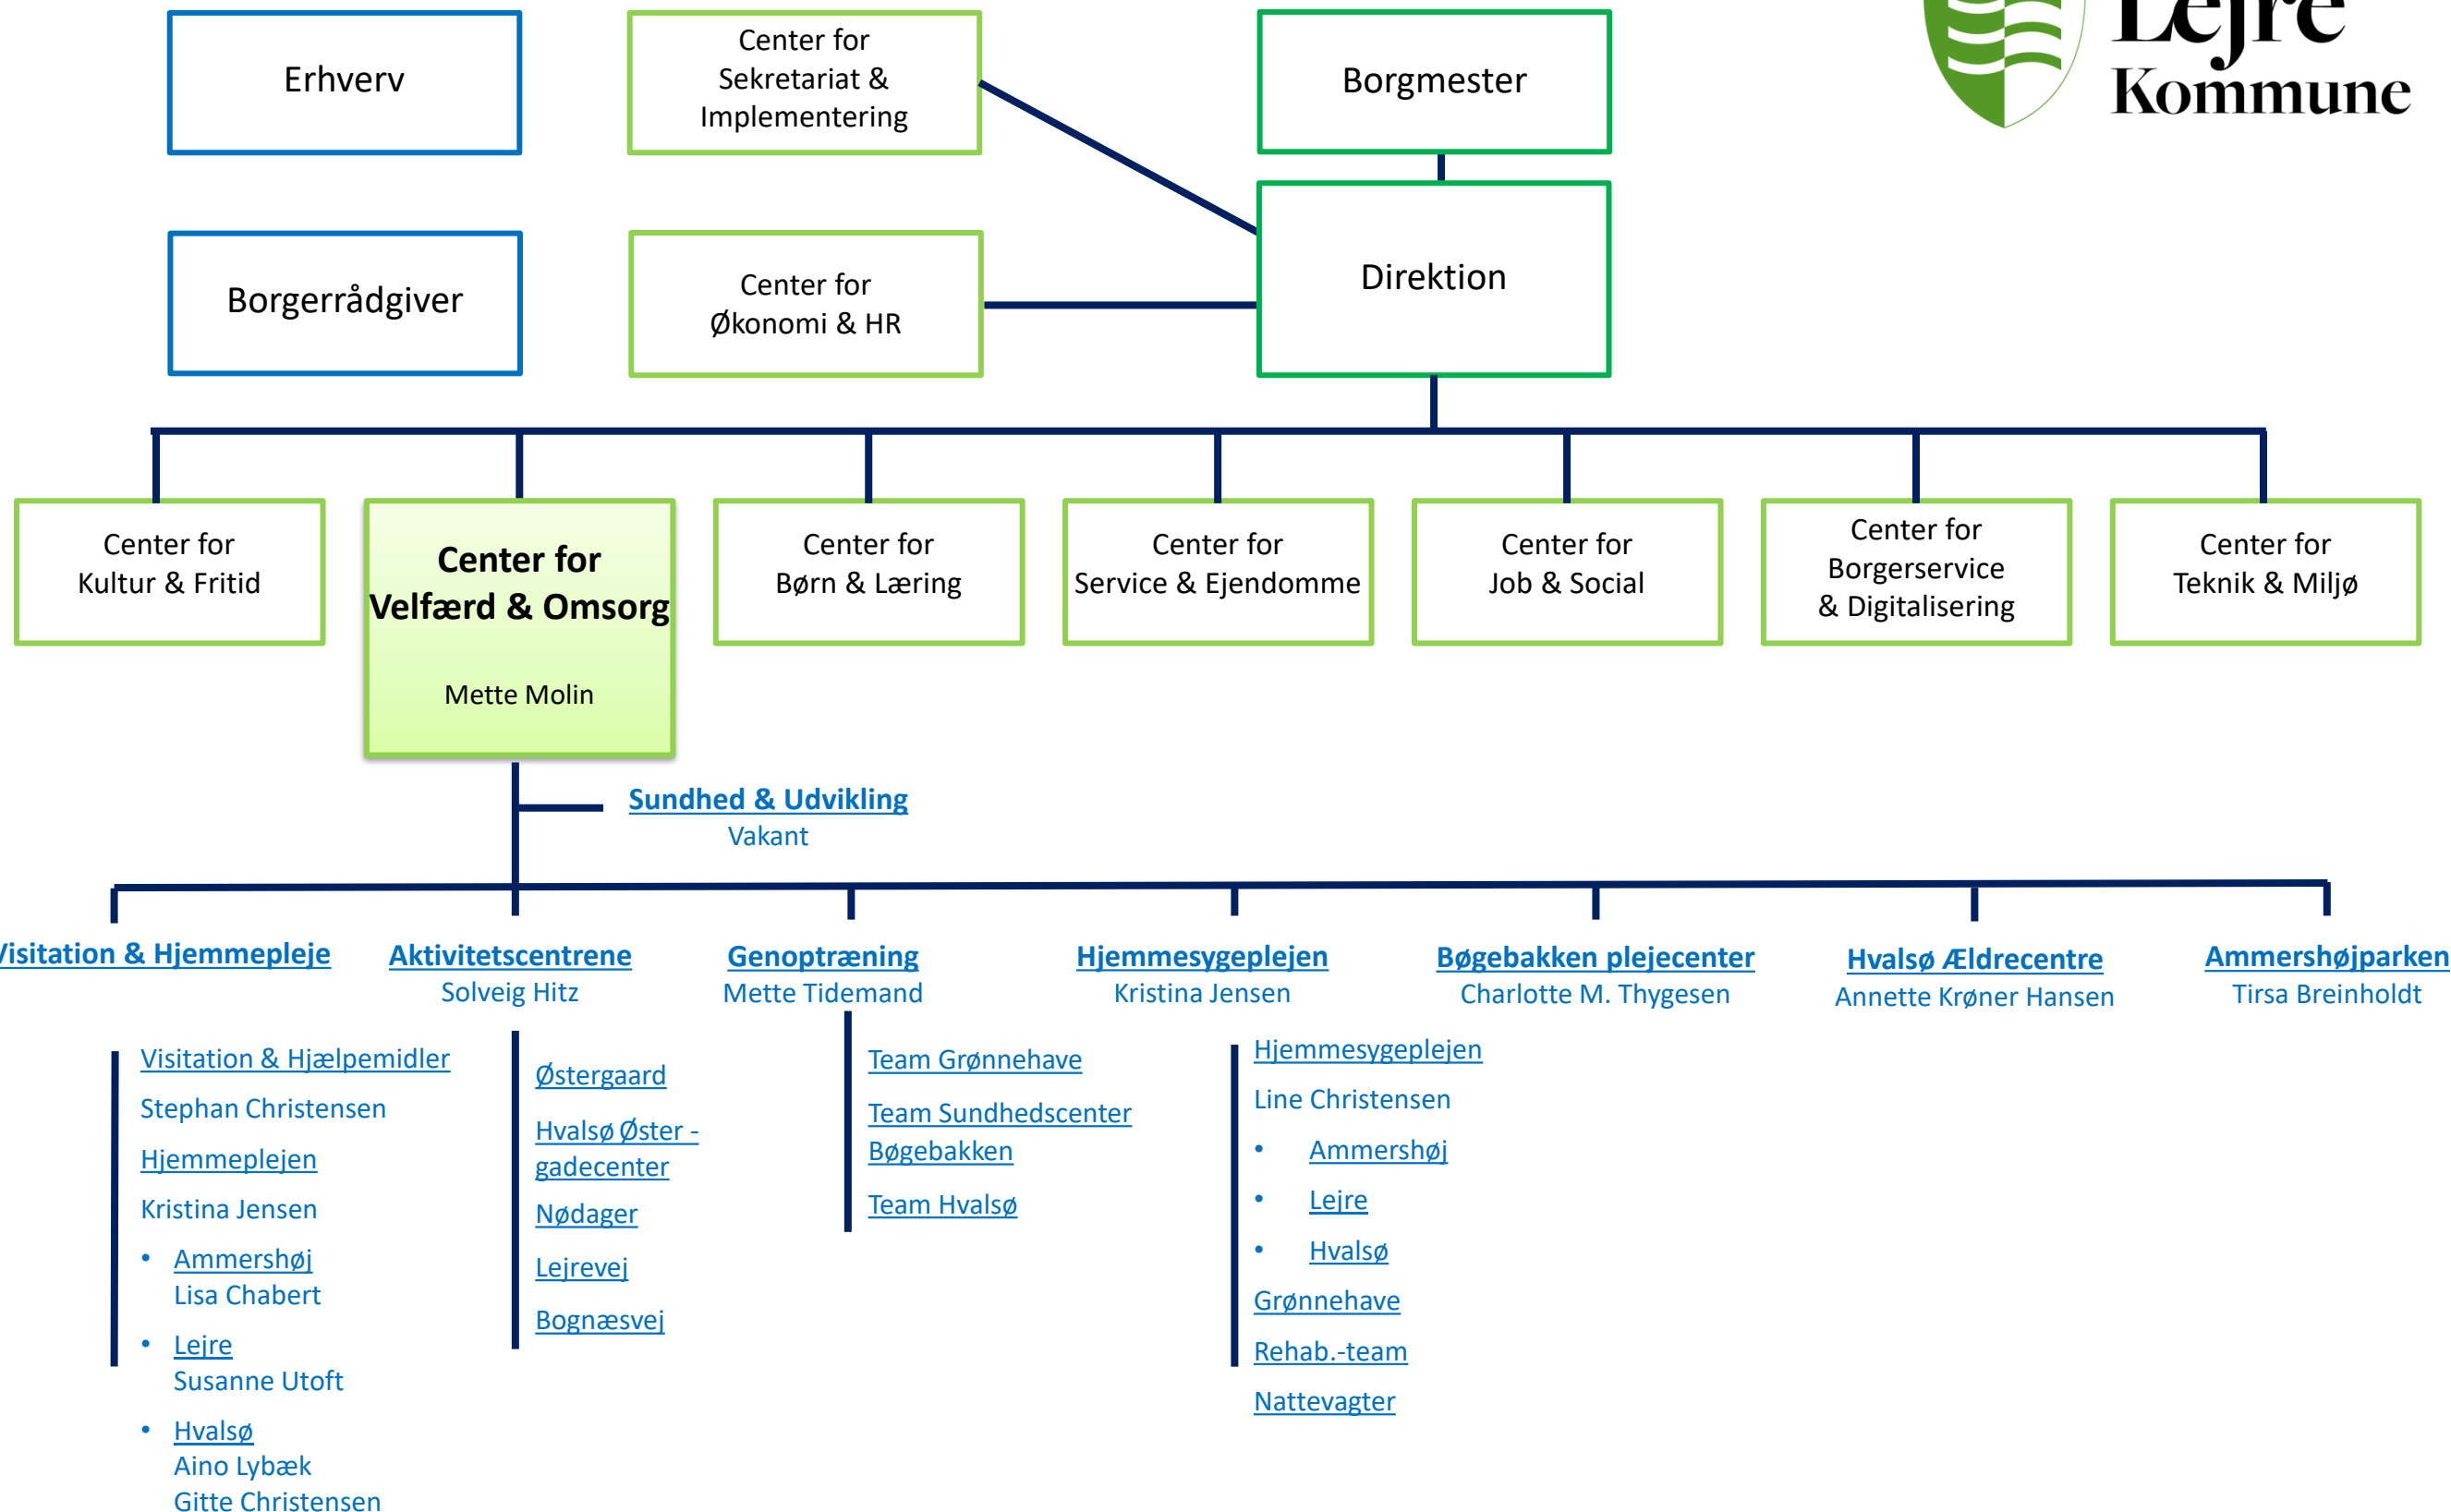 Erhverv
Center for
Sekretariat &
Implementering
Borgmester
Lejre
Kommune
Borgerrådgiver
Center for
Økonomi & HR
Direktion
Center for
Kultur & Fritid
Center for
Velfærd & Omsorg
Mette Molin
Center for
Børn & Læring
Center for
Service & Ejendomme
Center for
Job & Social
Center for
Borgerservice
& Digitalisering
Center for
Teknik & Miljø
Sundhed & Udvikling
Vakant
Visitation & Hjemmepleje
Visitation & Hjælpemidler
Stephan Christensen
Hjemmeplejen
Kristina Jensen
• Ammershøj
Lisa Chabert
• Lejre
Susanne Utoft
• Hvalsø
Aino Lybæk
Gitte Christensen
Aktivitetscentrene
Solveig Hitz
Østergaard
Hvalsø Øster -
gadecenter
Nødager
Lejrevej
Bognæsvej
Genoptræning
Mette Tidemand
Team Grønnehave
Team Sundhedscenter
Bøgebakken
Team Hvalsø
Hjemmesygeplejen
Kristina Jensen
Hjemmesygeplejen
Line Christensen
• Ammershøj
• Lejre
• Hvalsø
Grønnehave
Rehab.-team
Nattevagter
Bøgebakken plejecenter
Charlotte M. Thygesen
Hvalsø Ældrecentre
Annette Krøner Hansen
Ammershøjparken
Tirsa Breinholdt